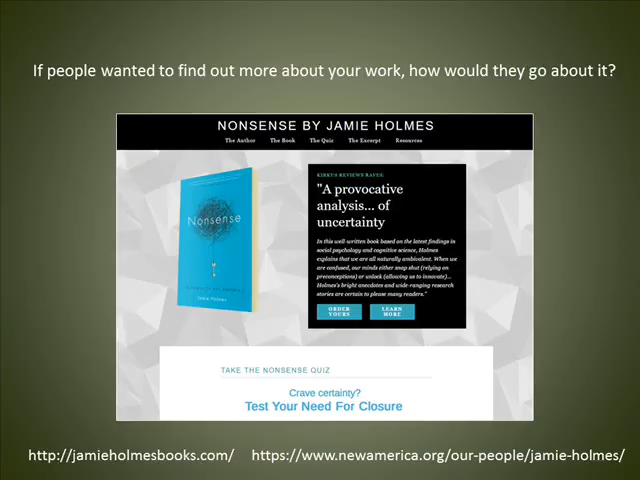 If people wanted to find out more about your work, how would they go about it?
NONSENSE BY JAMIE HOLMES
The Author The Book The Quiz The Excerpt Resources
KIRKUS REVIEWS RAVES:
"A provocative
analysis... of
uncertainty
In this well-written book based on the latest findings in
social psychology and cognitive science, Holmes
explains that we are all naturally ambivalent. When we
are confused, our minds either snap shut (relying on
preconceptions) or unlock (allowing us to innovate)...
Holmes's bright anecdotes and wide-ranging research
stories are certain to please many readers."
ORDER
YOURS
LEARN
MORE
Nonsense
Jamie Holmes
TAKE THE NONSENSE QUIZ
Crave certainty?
Test Your Need For Closure
http://jamieholmesbooks.com/ https://www.newamerica.org/our-people/jamie-holmes/